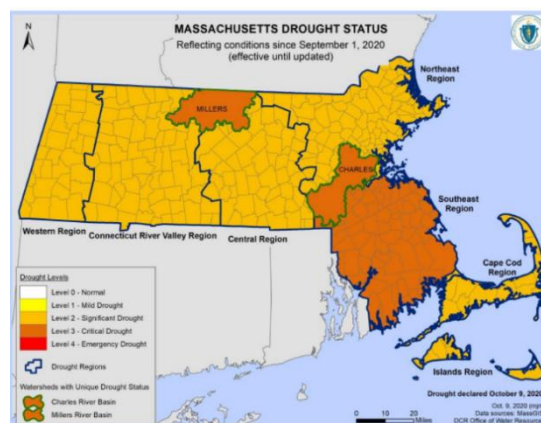 N
MASSACHUSETTS DROUGHT STATUS
Reflecting conditions since September 1, 2020
(effective until updated)
Northeast
Region
MILLERS
CHARLES
Southeast
Region
Western Region
Connecticut River Valley Region
Central Region
Cape Cod
Region
Islands Region
Drought Levels
Level 0 - Normal
Level 1 - Mild Drought
Level 2 - Significant Drought
Level 3 - Critical Drought
Level 4 - Emergency Drought
Drought Regions
Watersheds with Unique Drought Status
Charles River Basin
Millers River Basin
Drought declared October 9, 2020
Oct. 9, 2020
Data sources: MassGIS
DCR Office of Water Resource
0 10 20
Miles